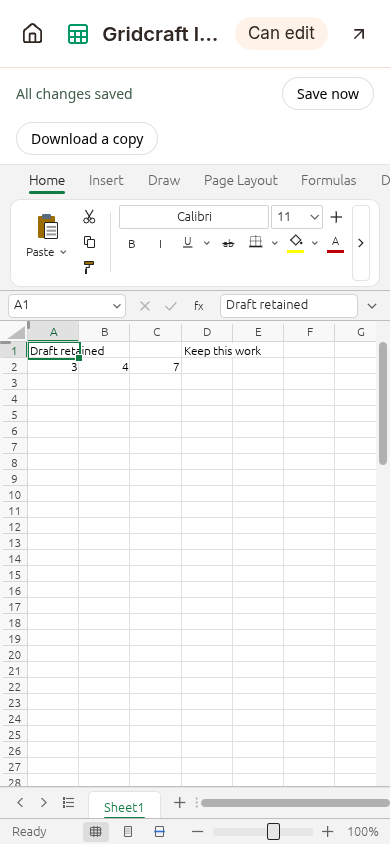 Gridcraft I...
Can edit
All changes saved
Save now
Download a copy
Home Insert Draw Page Layout Formulas D
Paste
Calibri
11
B I U ab A
A1
fx
Draft retained
A B C D E F G
1 Draft retained Keep this work
2 3 4 7
3
4
5
6
7
8
9
10
11
12
13
14
15
16
17
18
19
20
21
22
23
24
25
26
27
28
Sheet1
Ready
100%